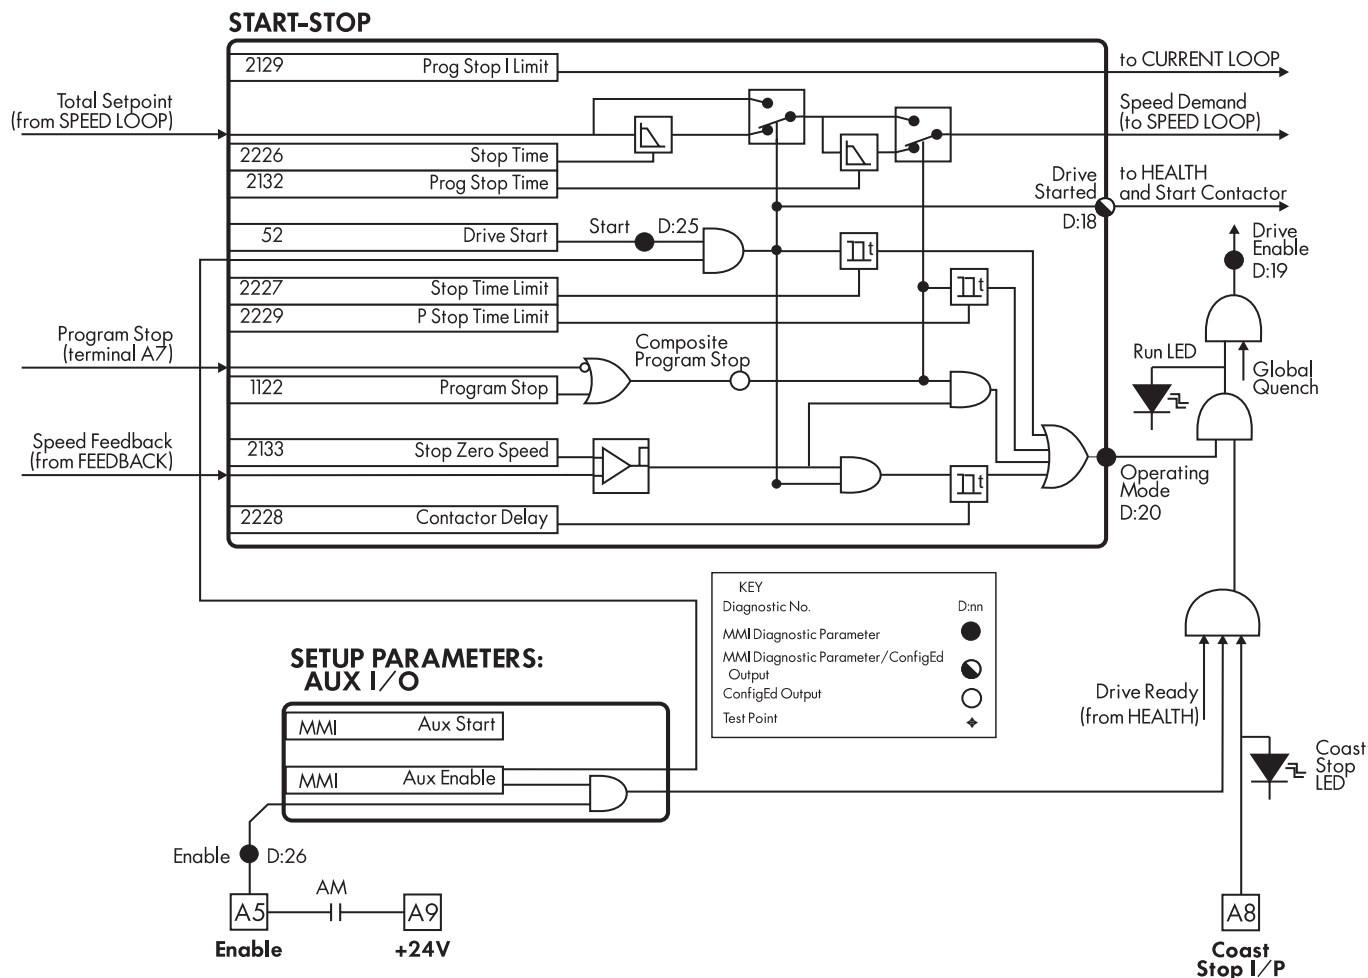 START–STOP
2129 Prog Stop I Limit
to CURRENT LOOP
Total Setpoint
(from SPEED LOOP)
Speed Demand
(to SPEED LOOP)
2226 Stop Time
2132 Prog Stop Time
Drive
Started
D:18
to HEALTH
and Start Contactor
52 Drive Start
Start D:25
Drive
Enable
D:19
2227 Stop Time Limit
t
2229 P Stop Time Limit
t
Program Stop
(terminal A7)
Composite
Program Stop
1122 Program Stop
Run LED
Global
Quench
Speed Feedback
(from FEEDBACK)
2133 Stop Zero Speed
t
Operating
Mode
D:20
2228 Contactor Delay
KEY
Diagnostic No. D:nn
MMI Diagnostic Parameter
MMI Diagnostic Parameter/ConfigEd
Output
ConfigEd Output
Test Point
SETUP PARAMETERS:
AUX I/O
MMI Aux Start
MMI Aux Enable
Drive Ready
(from HEALTH)
Coast
Stop
LED
Enable D:26
AM
A5
A9
A8
Enable
+24V
Coast
Stop I/P